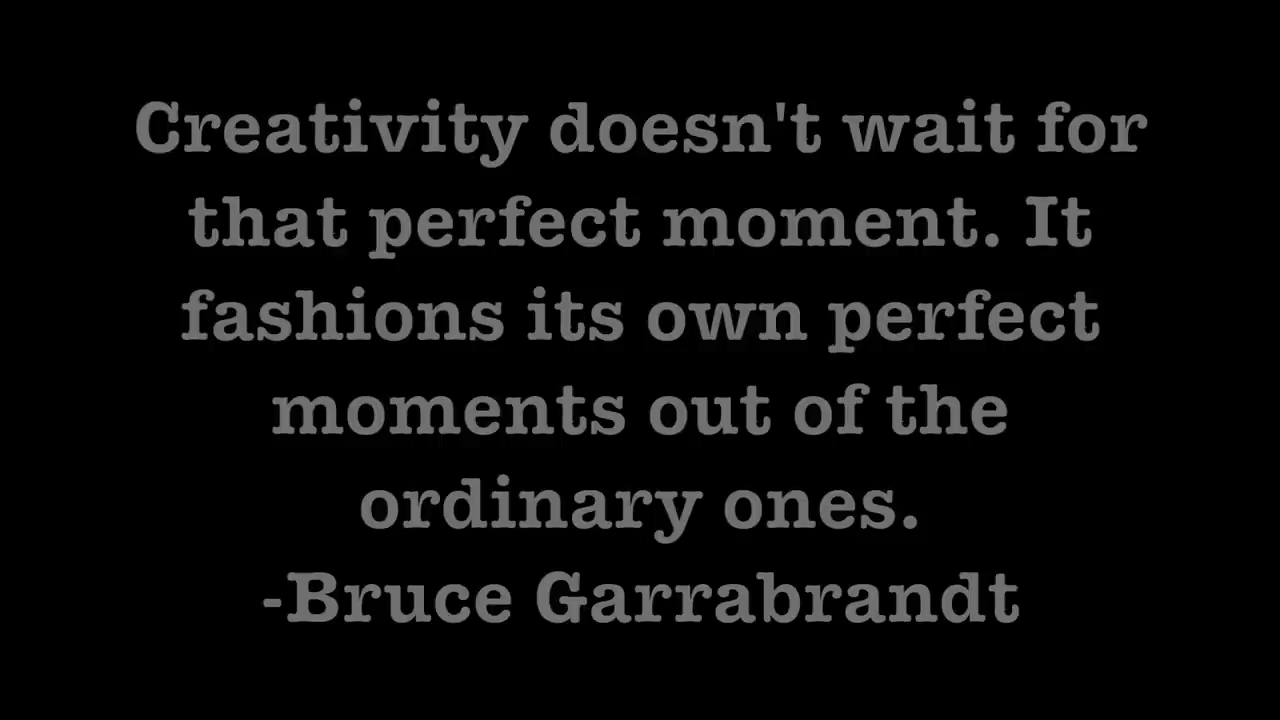 Creativity doesn't wait for
that perfect moment. It
fashions its own perfect
moments out of the
ordinary ones.
-Bruce Garrabrandt